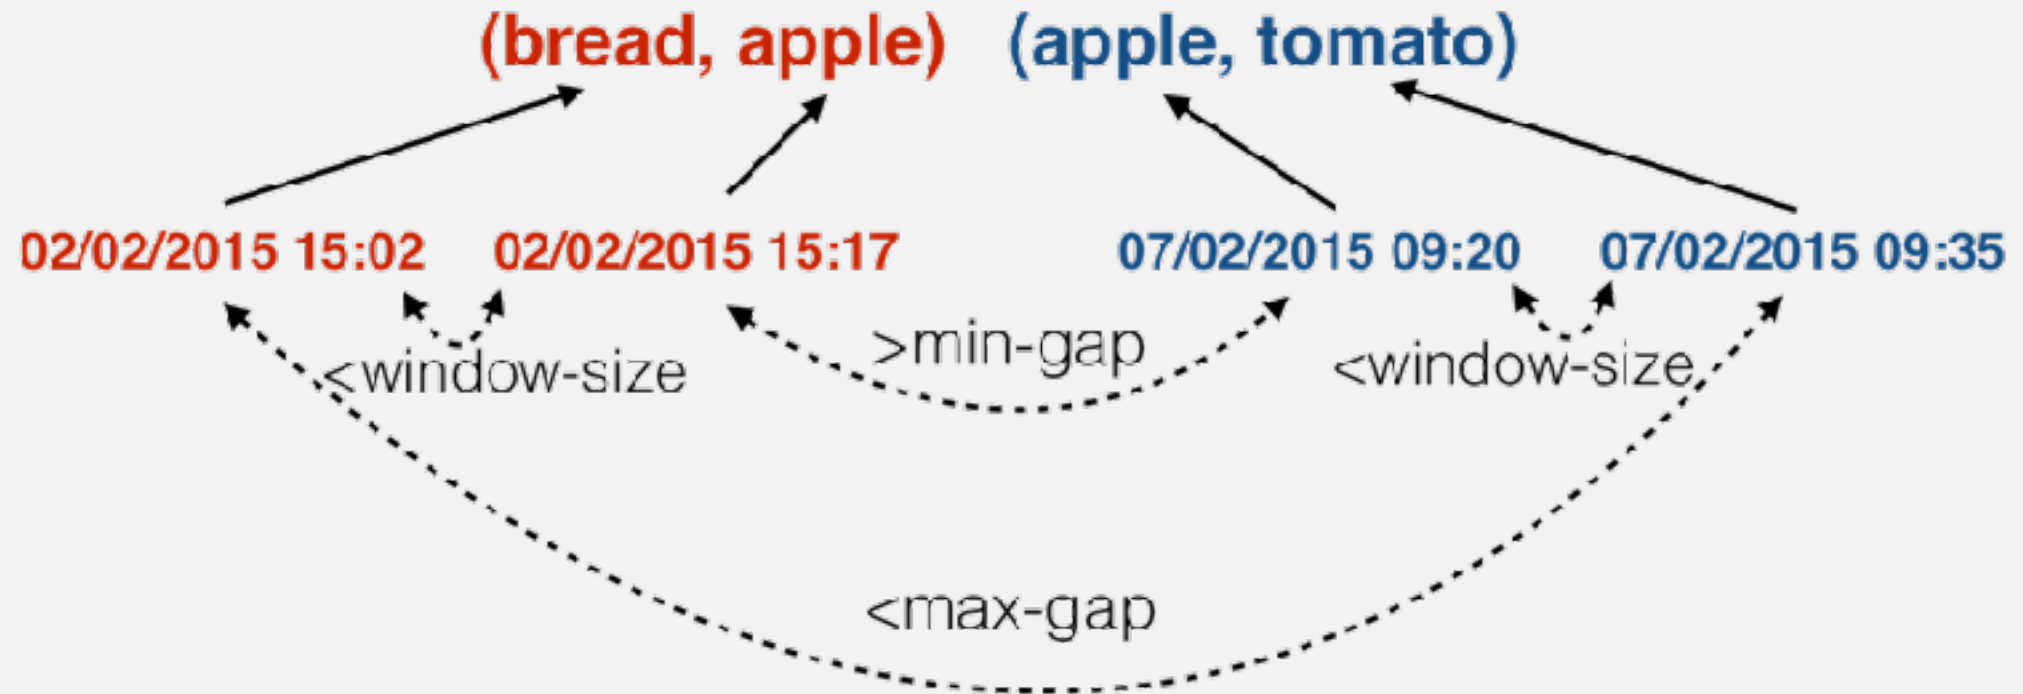 (bread, apple) (apple, tomato)
02/02/2015 15:02 02/02/2015 15:17 07/02/2015 09:20 07/02/2015 09:35
<window-size >min-gap <window-size
<max-gap